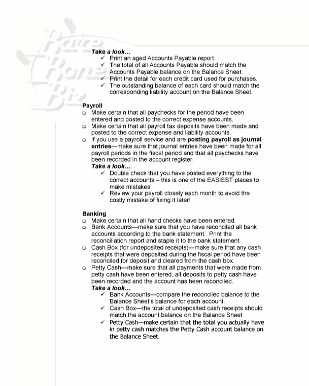 Bare
Bones
Biz
Take a look…
✓ Print an aged Accounts Payable report.
✓ The total of all Accounts Payable should match the
Accounts Payable balance on the Balance Sheet.
✓ Print the detail for each credit card used for purchases.
✓ The outstanding balance of each card should match the
corresponding liability account on the Balance Sheet.
Payroll
□ Make certain that all paychecks for the period have been
entered and posted to the correct expense accounts.
□ Make certain that all payroll tax deposits have been made and
posted to the correct expense and liability accounts.
□ If you use a payroll service and are posting payroll as journal
entries—make sure that journal entries have been made for all
payroll periods in the fiscal period and that all paychecks have
been recorded in the account register.
Take a look…
✓ Double check that you have posted everything to the
correct accounts – this is one of the EASIEST places to
make mistakes
✓ Review your payroll closely each month to avoid the
costly mistake of fixing it later!
Banking
□ Make certain that all hand checks have been entered.
□ Bank Accounts—make sure that you have reconciled all bank
accounts according to the bank statement. Print the
reconciliation report and staple it to the bank statement.
□ Cash Box (for undeposited receipts)—make sure that any cash
receipts that were deposited during the fiscal period have been
reconciled for deposit and cleared from the cash box.
□ Petty Cash—make sure that all payments that were made from
petty cash have been entered, all deposits to petty cash have
been recorded and the account has been reconciled.
Take a look…
✓ Bank Accounts—compare the reconciled balance to the
Balance Sheet's balance for each account.
✓ Cash Box—the total of undeposited cash receipts should
match the account balance on the Balance Sheet.
✓ Petty Cash—make certain that the total you actually have
in petty cash matches the Petty Cash account balance on
the Balance Sheet.